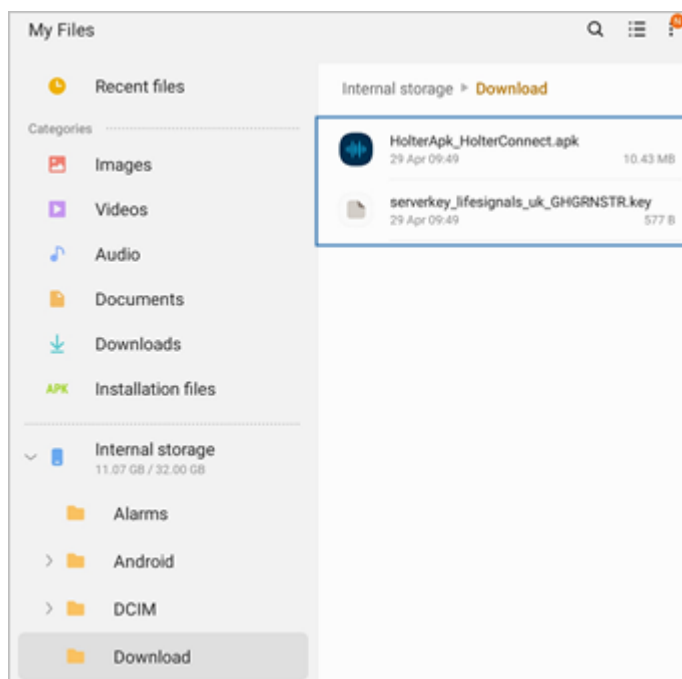 My Files
N
Recent files
Categories
Images
Videos
Audio
Documents
Downloads
APK Installation files
Internal storage
11.07 GB / 32.00 GB
Alarms
Android
DCIM
Download
Internal storage Download
HolterApk_HolterConnect.apk
29 Apr 09:49 10.43 MB
serverkey_lifesignals_uk_GHGRNSTR.key
29 Apr 09:49 577 B